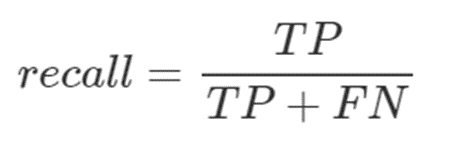 recall = TP / TP + FN